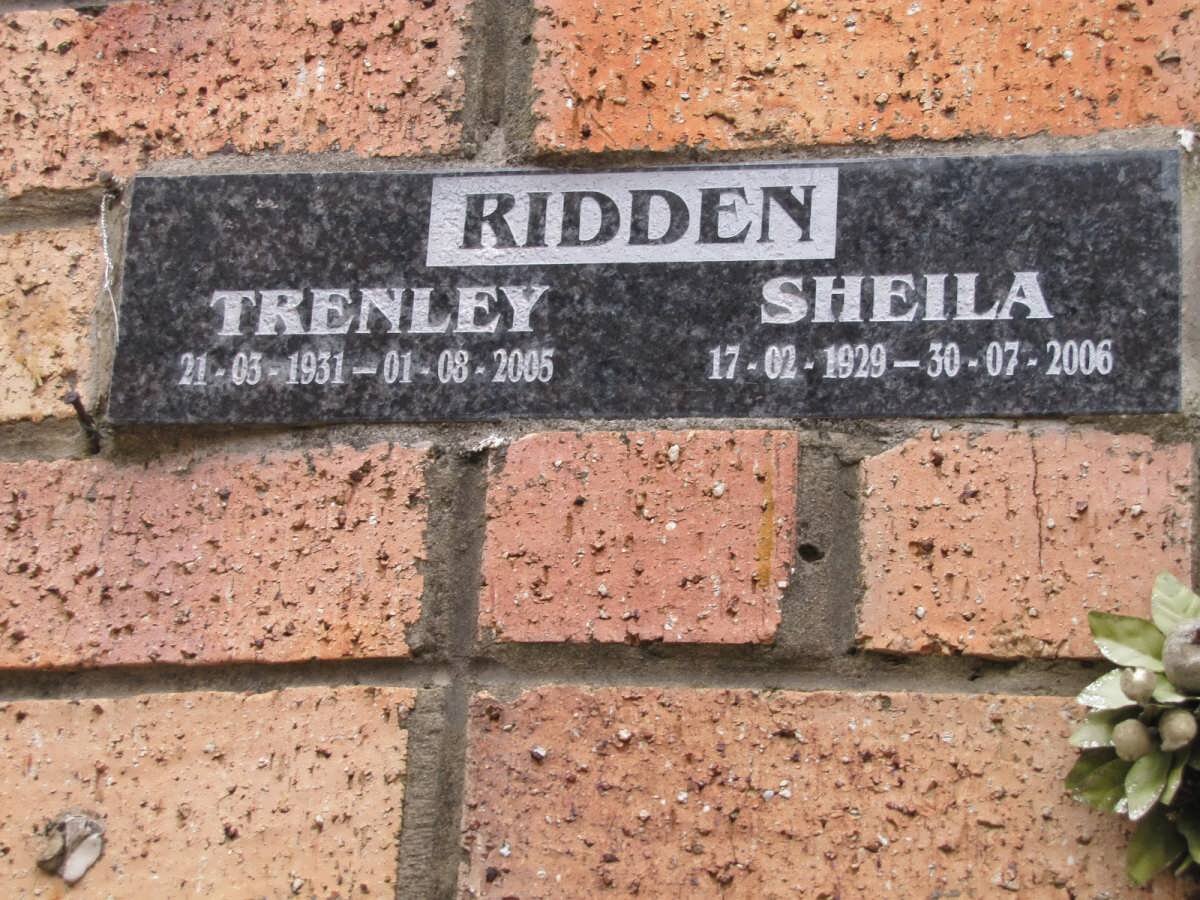 RIDDEN
TRENLEY SHEILA
21-03-1931 — 01-08-2005 17-02-1929 — 30-07-2006